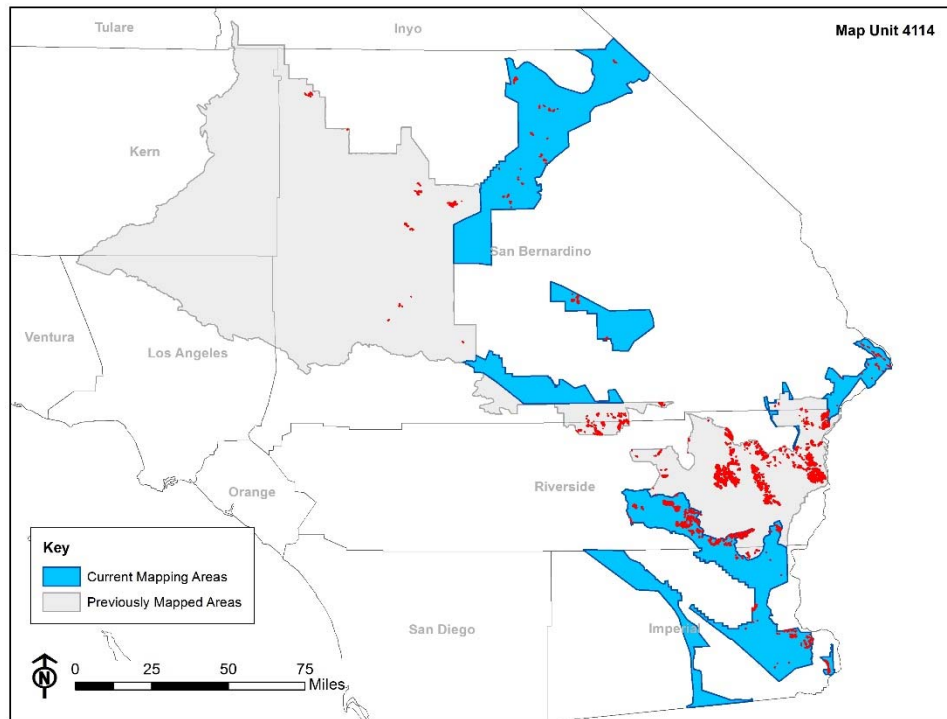 Tulare
Inyo
Map Unit 4114
Kern
San Bernardino
Ventura
Los Angeles
Orange
Riverside
Key
Current Mapping Areas
Previously Mapped Areas
San Diego
Imperial
N
0 25 50 75
Miles